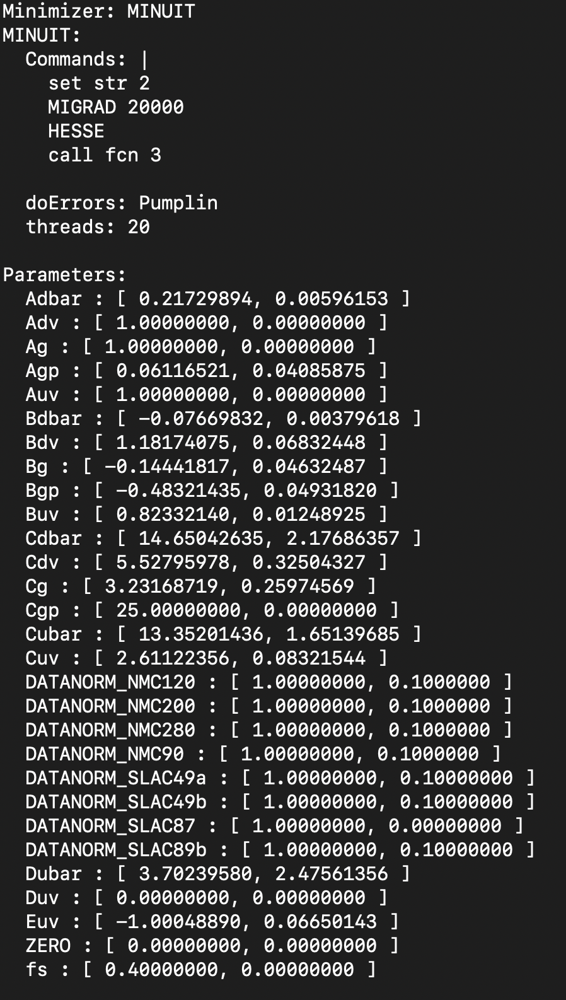 Minimizer: MINUIT
MINUIT:
  Commands: |
    set str 2
    MIGRAD 20000
    HESSE
    call fcn 3

  doErrors: Pumplin
  threads: 20

Parameters:
  Adbar : [ 0.21729894, 0.00596153 ]
  Adv : [ 1.00000000, 0.00000000 ]
  Ag : [ 1.00000000, 0.00000000 ]
  Agp : [ 0.06116521, 0.04085875 ]
  Auv : [ 1.00000000, 0.00000000 ]
  Bdbar : [ -0.07669832, 0.00379618 ]
  Bdv : [ 1.18174075, 0.06832448 ]
  Bg : [ -0.14441817, 0.04632487 ]
  Bgp : [ -0.48321435, 0.04931820 ]
  Buv : [ 0.82332140, 0.01248925 ]
  Cdbar : [ 14.65042635, 2.17686357 ]
  Cdv : [ 5.52795978, 0.32504327 ]
  Cg : [ 3.23168719, 0.25974569 ]
  Cgp : [ 25.00000000, 0.00000000 ]
  Cubar : [ 13.35201436, 1.65139685 ]
  Cuv : [ 2.61122356, 0.08321544 ]
  DATANORM_NMC120 : [ 1.00000000, 0.1000000 ]
  DATANORM_NMC200 : [ 1.00000000, 0.1000000 ]
  DATANORM_NMC280 : [ 1.00000000, 0.1000000 ]
  DATANORM_NMC90 : [ 1.00000000, 0.1000000 ]
  DATANORM_SLAC49a : [ 1.00000000, 0.10000000 ]
  DATANORM_SLAC49b : [ 1.00000000, 0.10000000 ]
  DATANORM_SLAC87 : [ 1.00000000, 0.00000000 ]
  DATANORM_SLAC89b : [ 1.00000000, 0.10000000 ]
  Dubar : [ 3.70239580, 2.47561356 ]
  Duv : [ 0.00000000, 0.00000000 ]
  Euv : [ -1.00048890, 0.06650143 ]
  ZERO : [ 0.00000000, 0.00000000 ]
  fs : [ 0.40000000, 0.00000000 ]